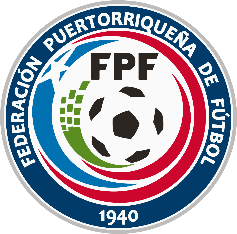 FEDERACIÓN PUERTORRIQUEÑA DE FÚTBOL
FPF
1940